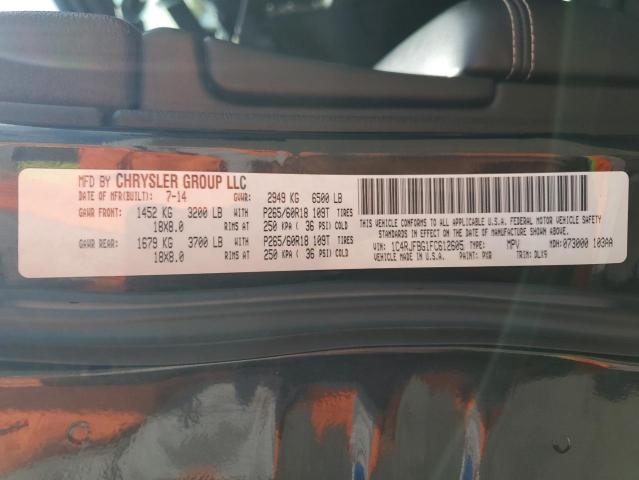 MFD BY CHRYSLER GROUP LLC
DATE OF MFR(BUILT): 7-14 GVWR: 2949 KG 6500 LB
GAWR FRONT: 1452 KG 3200 LB WITH P265/60R18 109T TIRES
18X8.0 RIMS AT 250 KPA ( 36 PSI) COLD
GAWR REAR: 1679 KG 3700 LB WITH P265/60R18 109T TIRES
18X8.0 RIMS AT 250 KPA ( 36 PSI) COLD
THIS VEHICLE CONFORMS TO ALL APPLICABLE U.S.A. FEDERAL MOTOR VEHICLE SAFETY
STANDARDS IN EFFECT ON THE DATE OF MANUFACTURE SHOWN ABOVE.
VIN: 1C4RJFBG1FC612605 TYPE: MPV MDH: 073000 103AA
VEHICLE MADE IN U.S.A. PAINT: PXR TRIM: DLX9